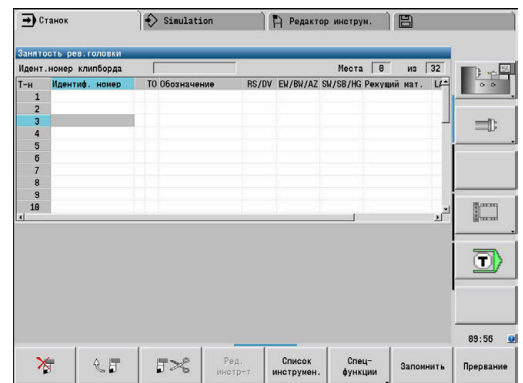 Станок Simulation Редактор инструм.
Занятость рев.головки
Идент.номер клипборда Места 0 из 32
Т-н Идентиф. номер ТО Обозначение RS/DV EW/BW/AZ SW/SB/HG Рекущий мат.
1
2
3
4
5
6
7
8
9
10
T
09:56
Ред. инстр-т
Список инструмен.
Спец- функции
Запомнить
Прервание